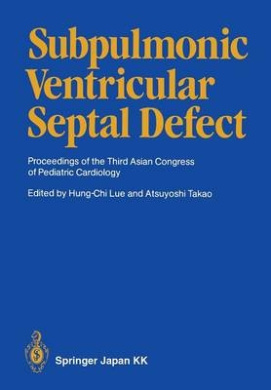 Subpulmonic
Ventricular
Septal Defect
Proceedings of the Third Asian Congress
of Pediatric Cardiology
Edited by Hung-Chi Lue and Atsuyoshi Takao
Springer Japan KK